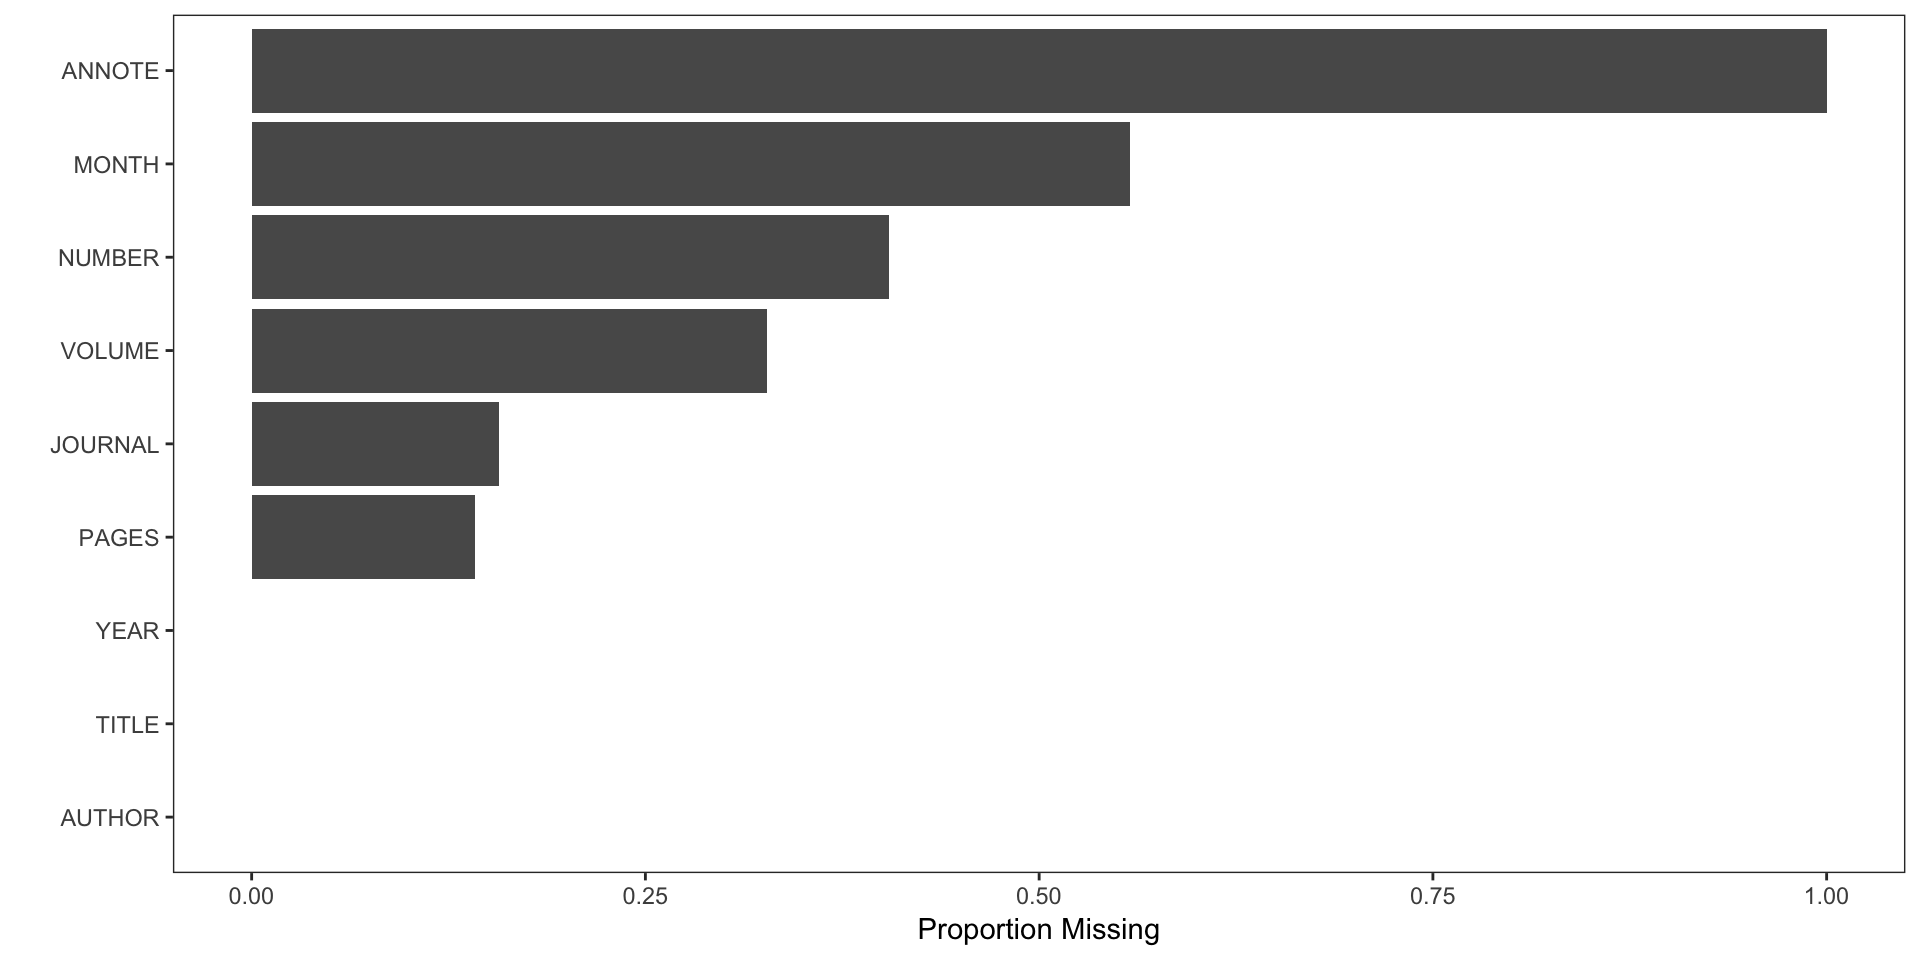 ANNOTE
MONTH
NUMBER
VOLUME
JOURNAL
PAGES
YEAR
TITLE
AUTHOR
0.00 0.25 0.50 0.75 1.00
Proportion Missing